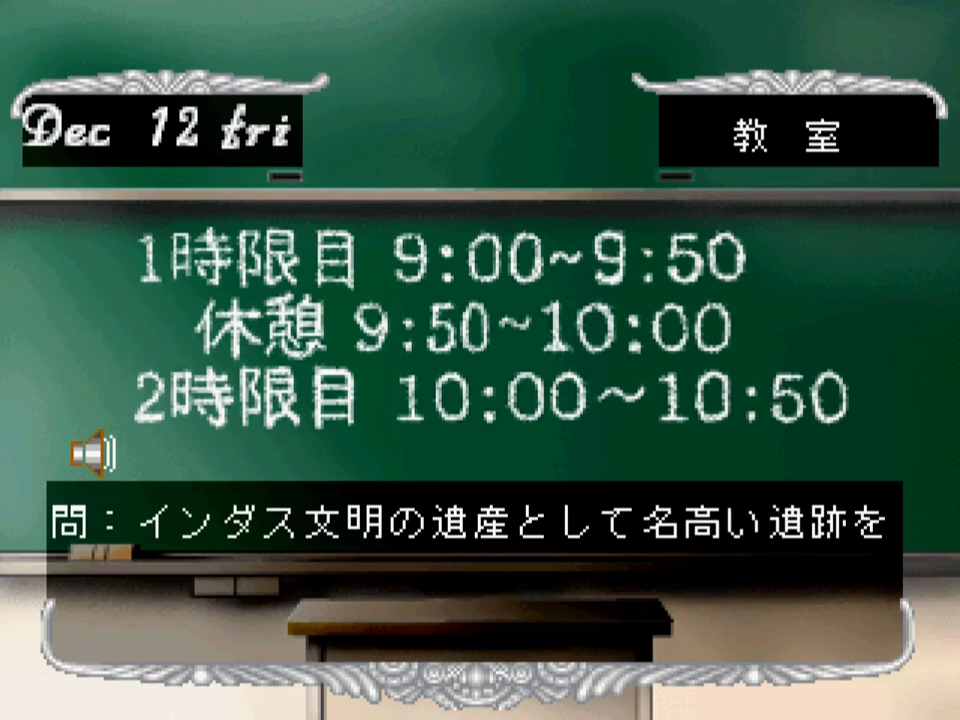 Dec 12 fri
教 室
1時限目 9:00~9:50
休憩 9:50~10:00
2時限目 10:00～10:50
問：インダス文明の遺産として名高い遺跡を